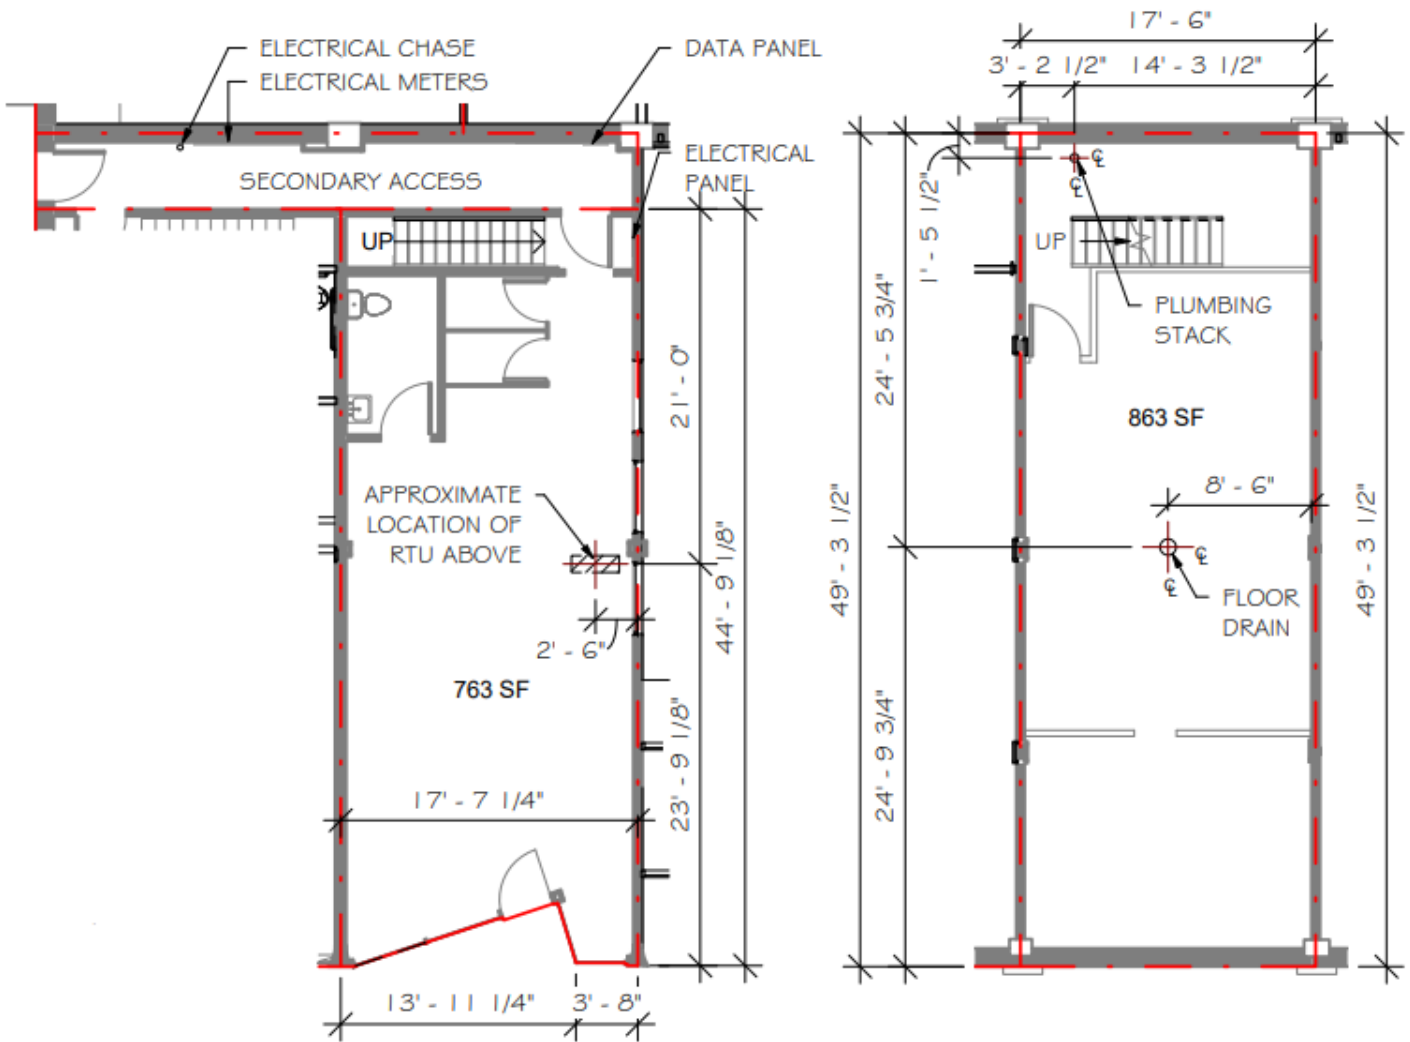 ELECTRICAL CHASE
ELECTRICAL METERS
DATA PANEL
ELECTRICAL
PANEL
SECONDARY ACCESS
UP
21' - 0"
APPROXIMATE
LOCATION OF
RTU ABOVE
44' - 9 1/8"
2' - 6"
763 SF
23' - 9 1/8"
17' - 7 1/4"
13' - 11 1/4"
3' - 8"
17' - 6"
3' - 2 1/2"
14' - 3 1/2"
℄
℄
1' - 5 1/2"
UP
PLUMBING
STACK
24' - 5 3/4"
863 SF
8' - 6"
49' - 3 1/2"
49' - 3 1/2"
℄
℄
FLOOR
DRAIN
24' - 9 3/4"